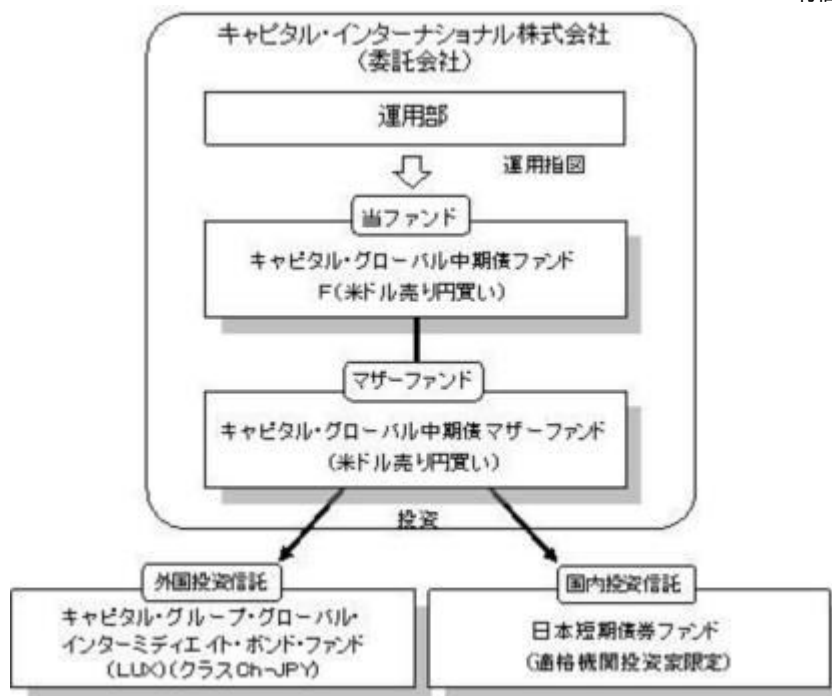 キャピタル・インターナショナル株式会社
（委託会社）
運用部
運用指図
当ファンド
キャピタル・グローバル中期債ファンド
F（米ドル売り円買い）
マザーファンド
キャピタル・グローバル中期債マザーファンド
（米ドル売り円買い）
投資
外国投資信託
キャピタル・グループ・グローバル・
インターミディエイト・ボンド・ファンド
（LUX）（クラスCh-JPY）
国内投資信託
日本短期債券ファンド
（適格機関投資家限定）